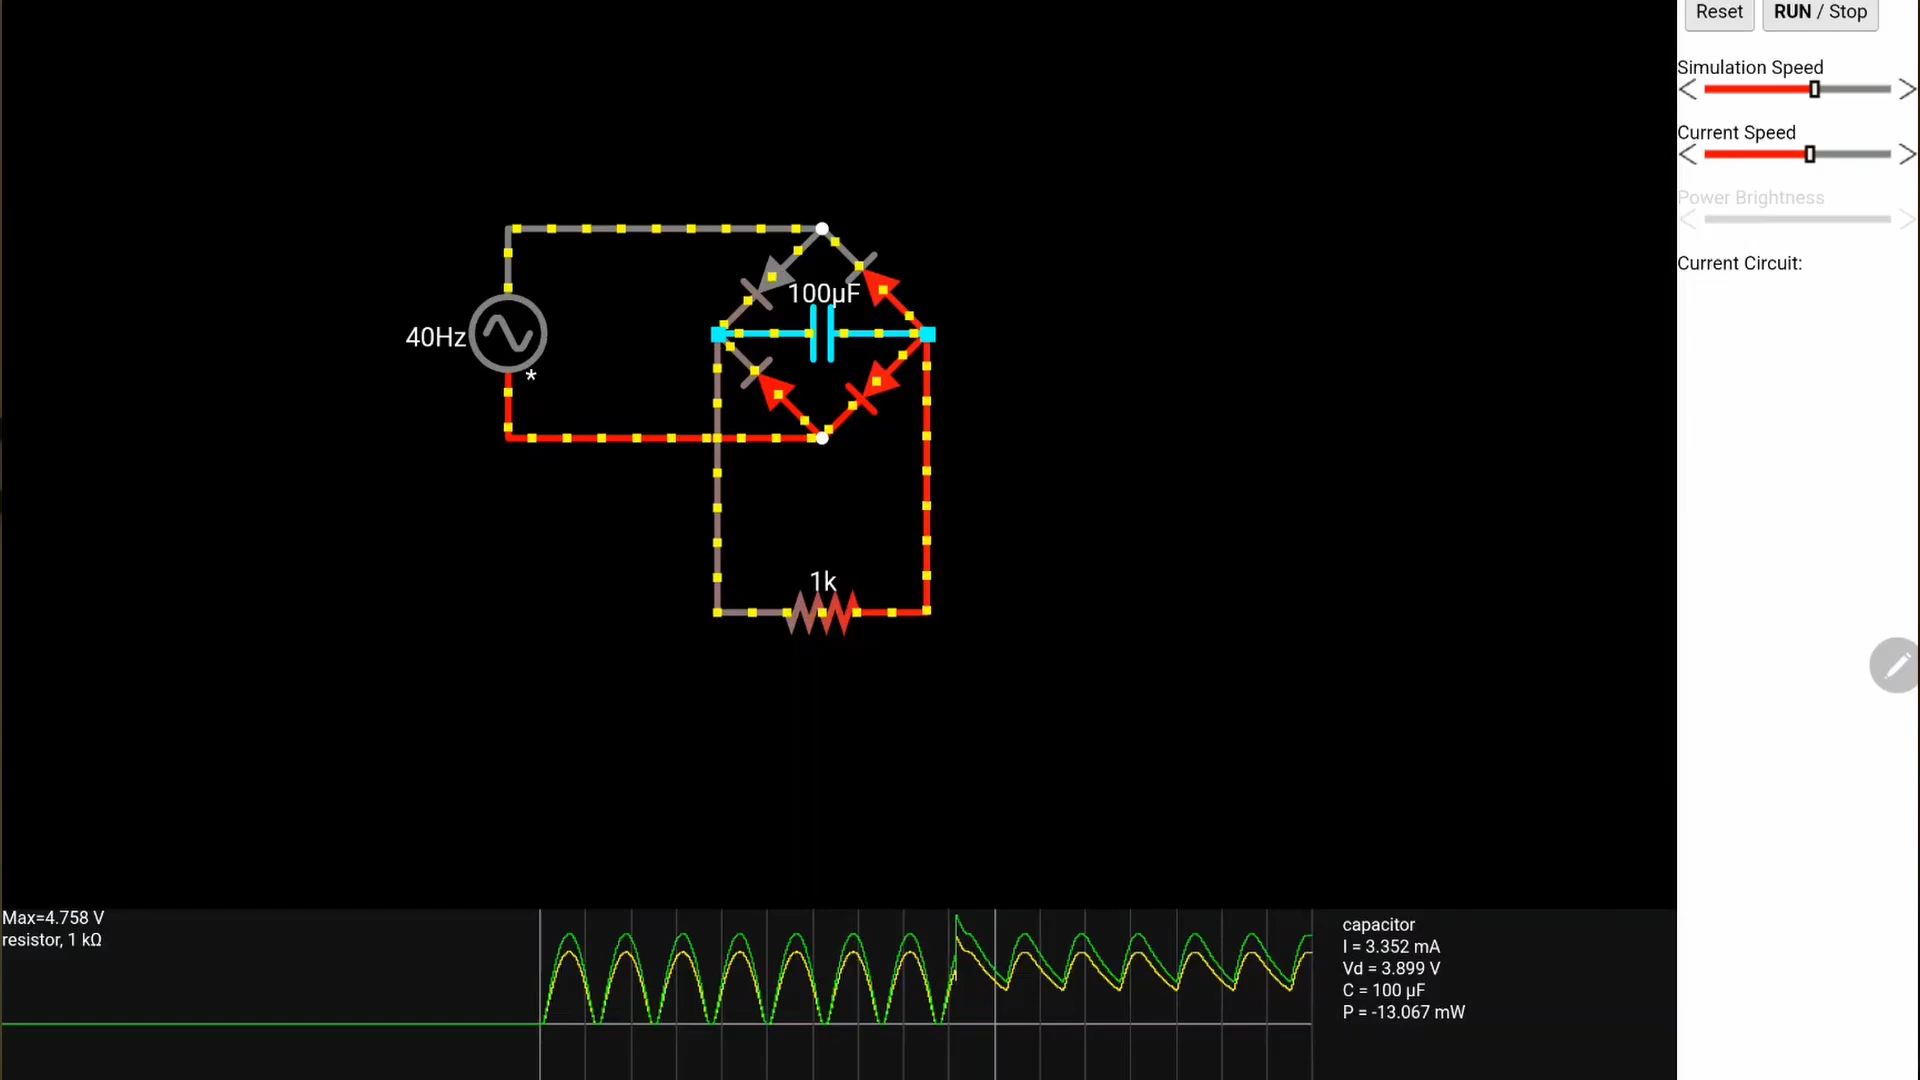 Reset
RUN / Stop
Simulation Speed
Current Speed
Power Brightness
Current Circuit:
100µF
40Hz
*
1k
Max=4.758 V
resistor, 1 kΩ
capacitor
I = 3.352 mA
Vd = 3.899 V
C = 100 µF
P = -13.067 mW